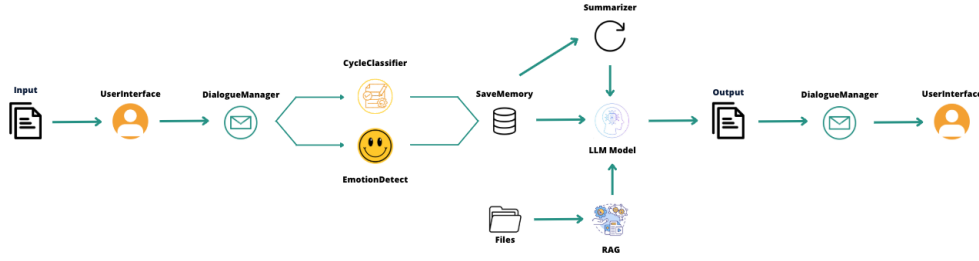 Summarizer
CycleClassifier
Input
UserInterface
DialogueManager
SaveMemory
Output
DialogueManager
UserInterface
LLM Model
EmotionDetect
Files
RAG